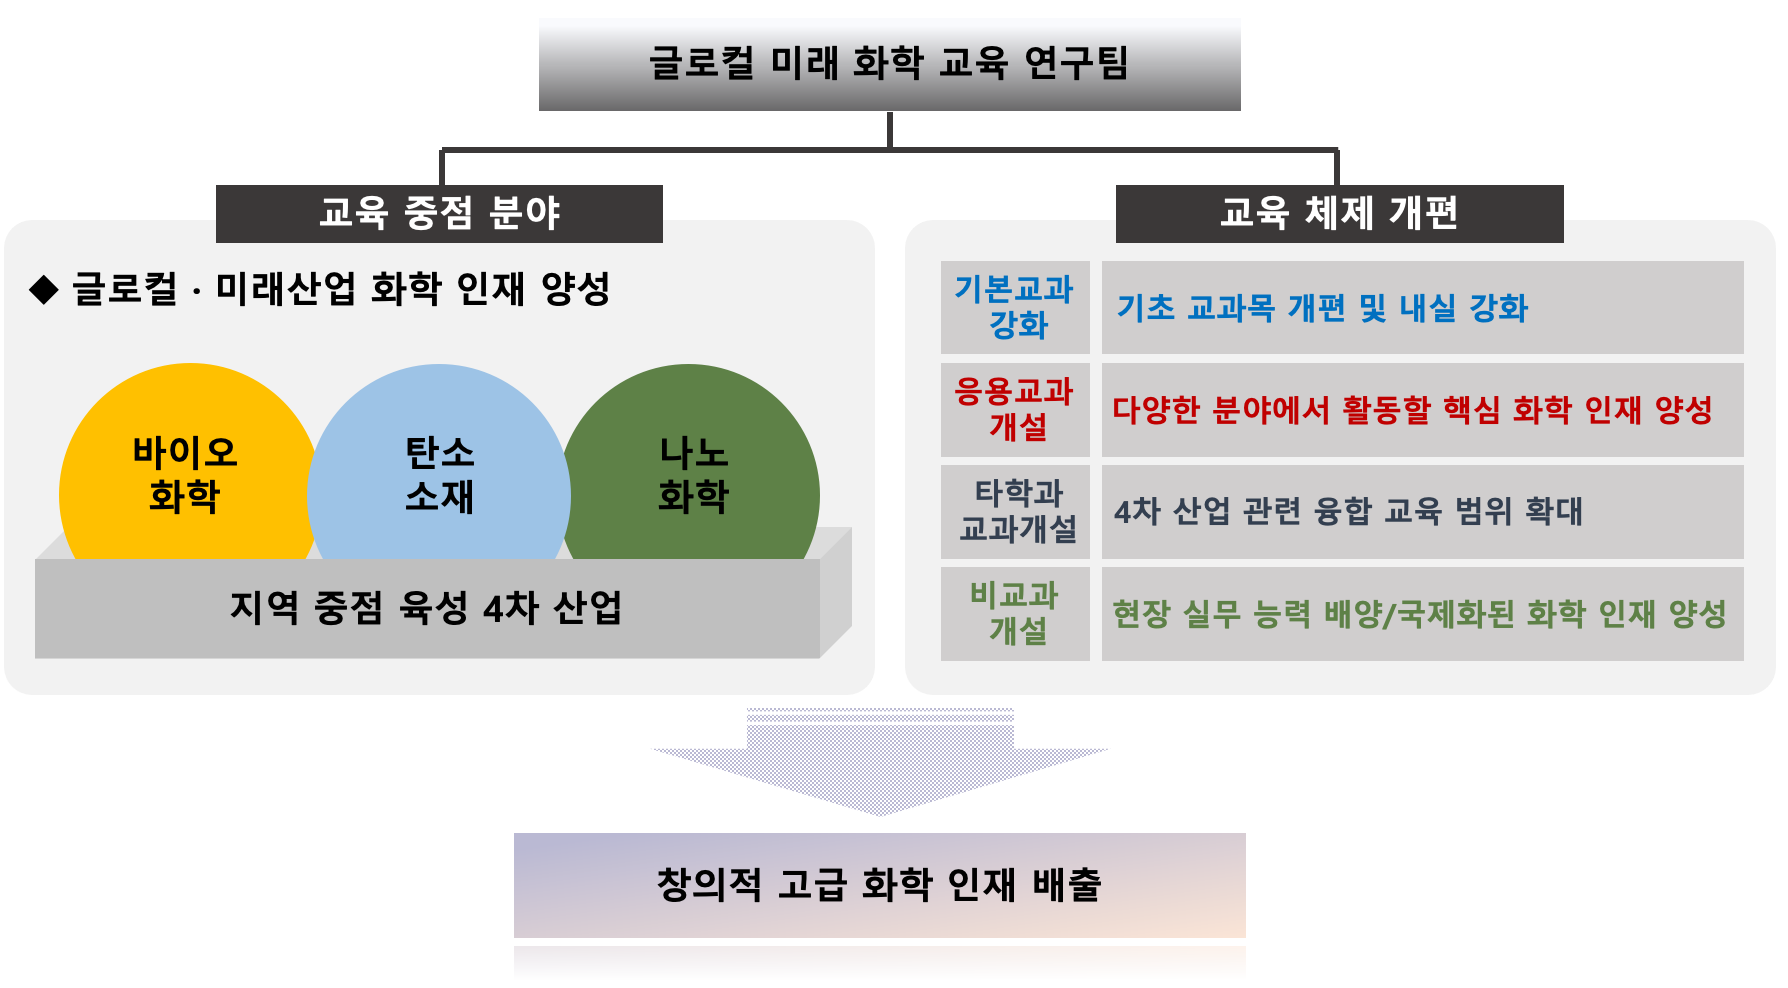 글로컬 미래 화학 교육 연구팀
교육 중점 분야
◆ 글로컬 · 미래산업 화학 인재 양성
바이오
화학
탄소
소재
나노
화학
지역 중점 육성 4차 산업
교육 체제 개편
기본교과
강화
기초 교과목 개편 및 내실 강화
응용교과
개설
다양한 분야에서 활동할 핵심 화학 인재 양성
타학과
교과개설
4차 산업 관련 융합 교육 범위 확대
비교과
개설
현장 실무 능력 배양/국제화된 화학 인재 양성
창의적 고급 화학 인재 배출